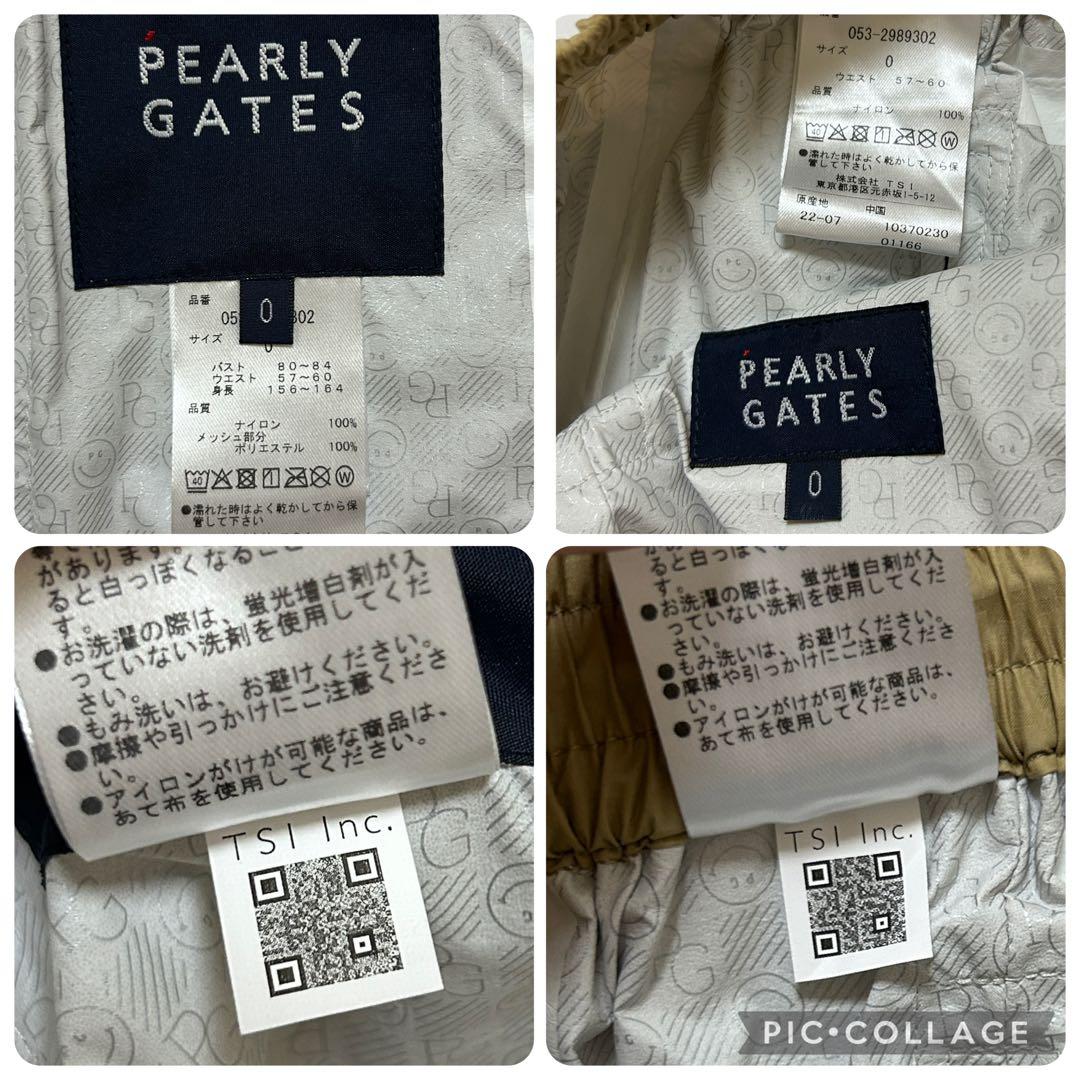 PEARLY
GATES
0
品番
05 302
サイズ
0
バスト 80～84
ウエスト 57～60
身長 156～164
品質
ナイロン 100%
メッシュ部分
ポリエステル 100%
40
W
●濡れた時はよく乾かしてから保
管して下さい
053-2989302
サイズ
0
ウエスト 57～60
品質
ナイロン 100%
40
W
●濡れた時はよく乾かしてから保
管して下さい
株式会社 TSI
東京都港区元赤坂1-5-12
原産地 中国
22-07 10370230
01166
PEARLY
GATES
0
があります。
ると白っぽくなるこ
す。
●お洗濯の際は、蛍光増白剤が入
っていない洗剤を使用してくだ
さい。
●もみ洗いは、お避けください。
●摩擦や引っかけにご注意くださ
い。
●アイロンがけが可能な商品は、
あて布を使用してください。
TSI Inc.
ると白っぽくなる
す。
●お洗濯の際は、蛍光増白剤が入
っていない洗剤を使用してくだ
さい。
●もみ洗いは、お避けください。
●摩擦や引っかけにご注意くださ
い。
●アイロンがけが可能な商品は、
あて布を使用してください。
TSI Inc.
PIC•COLLAGE